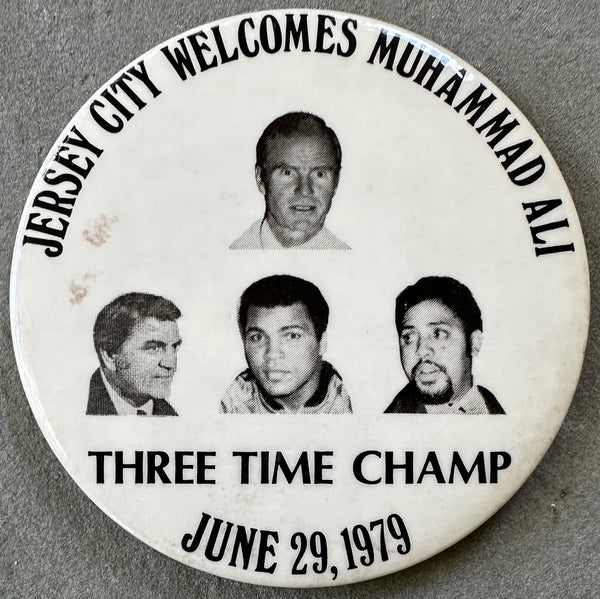 JERSEY CITY WELCOMES MUHAMMAD ALI
THREE TIME CHAMP
JUNE 29, 1979